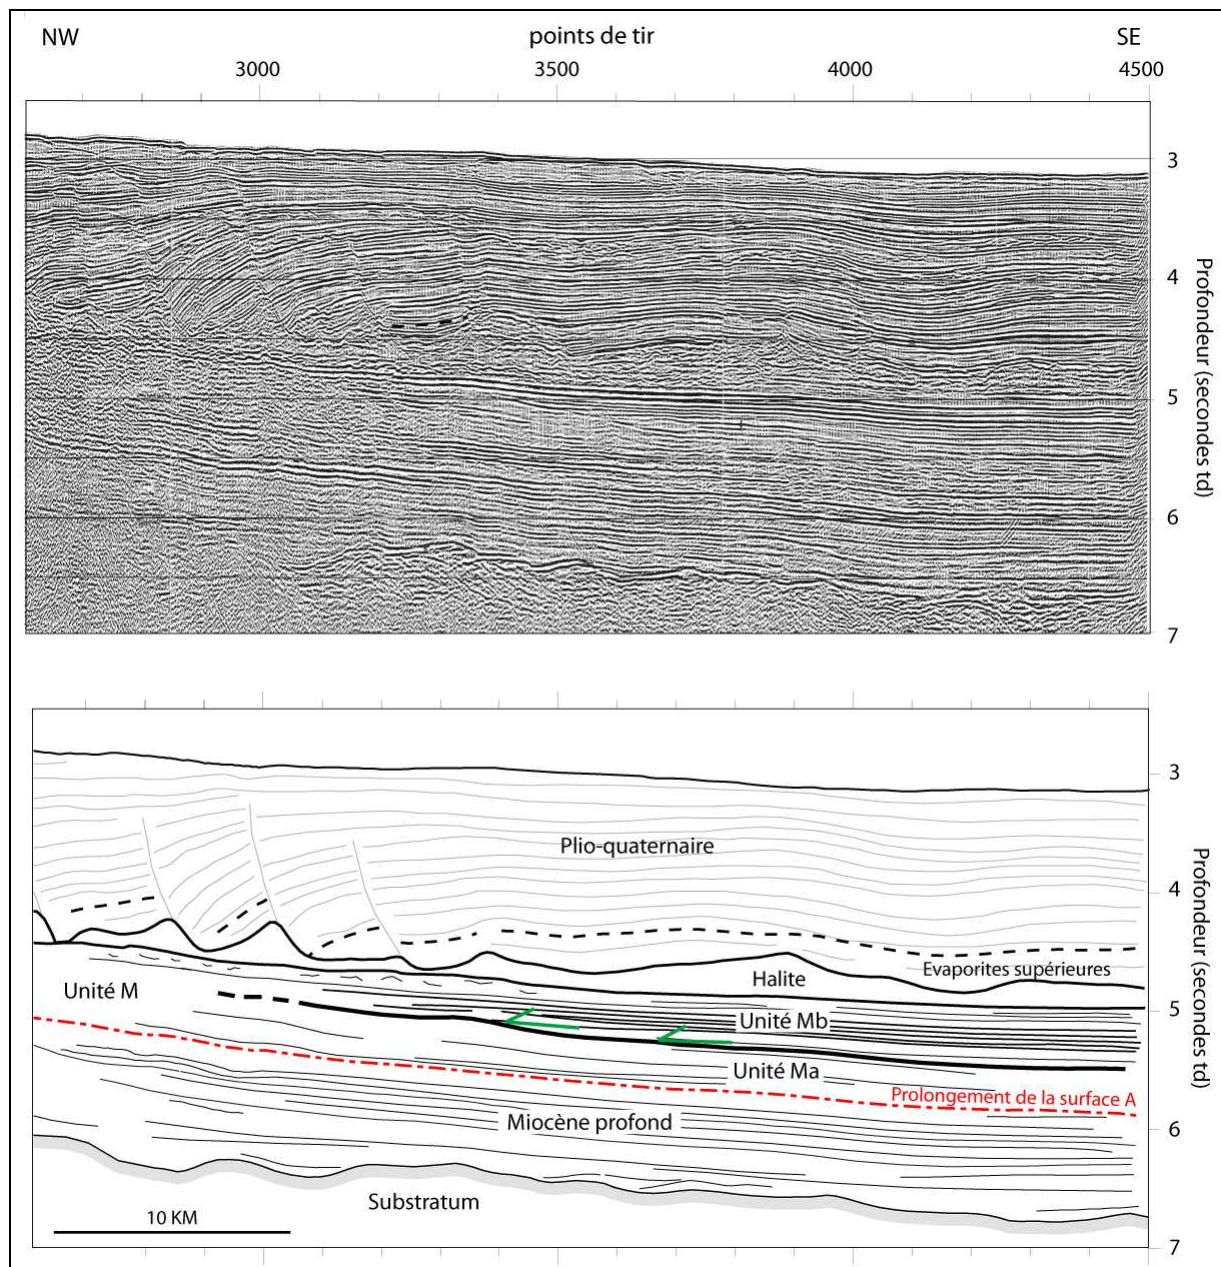 NW points de tir SE
3000 3500 4000 4500
3
4
5
6
7
Profondeur (secondes td)
3
4
5
6
7
Profondeur (secondes td)
Plio-quaternaire
Evaporites supérieures
Halite
Unité M
Unité Mb
Unité Ma
Prolongement de la surface A
Miocène profond
Substratum
10 KM